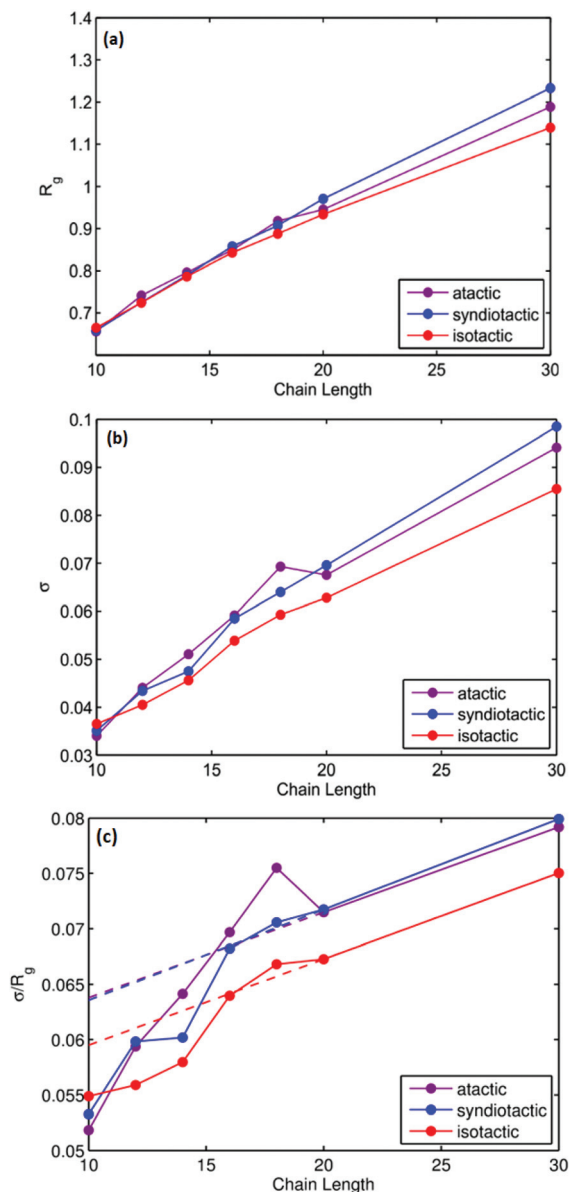 (a)
1.4
1.3
1.2
1.1
1
0.9
0.8
0.7
R_g
10
15
20
25
30
Chain Length
atactic
syndiotactic
isotactic
(b)
0.1
0.09
0.08
0.07
0.06
0.05
0.04
0.03
σ
10
15
20
25
30
Chain Length
atactic
syndiotactic
isotactic
(c)
0.08
0.075
0.07
0.065
0.06
0.055
0.05
σ/R_g
10
15
20
25
30
Chain Length
atactic
syndiotactic
isotactic